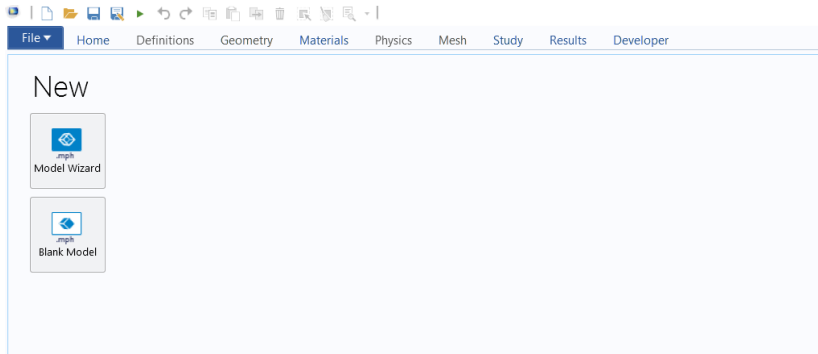 File Home Definitions Geometry Materials Physics Mesh Study Results Developer
New
.mph
Model Wizard
.mph
Blank Model